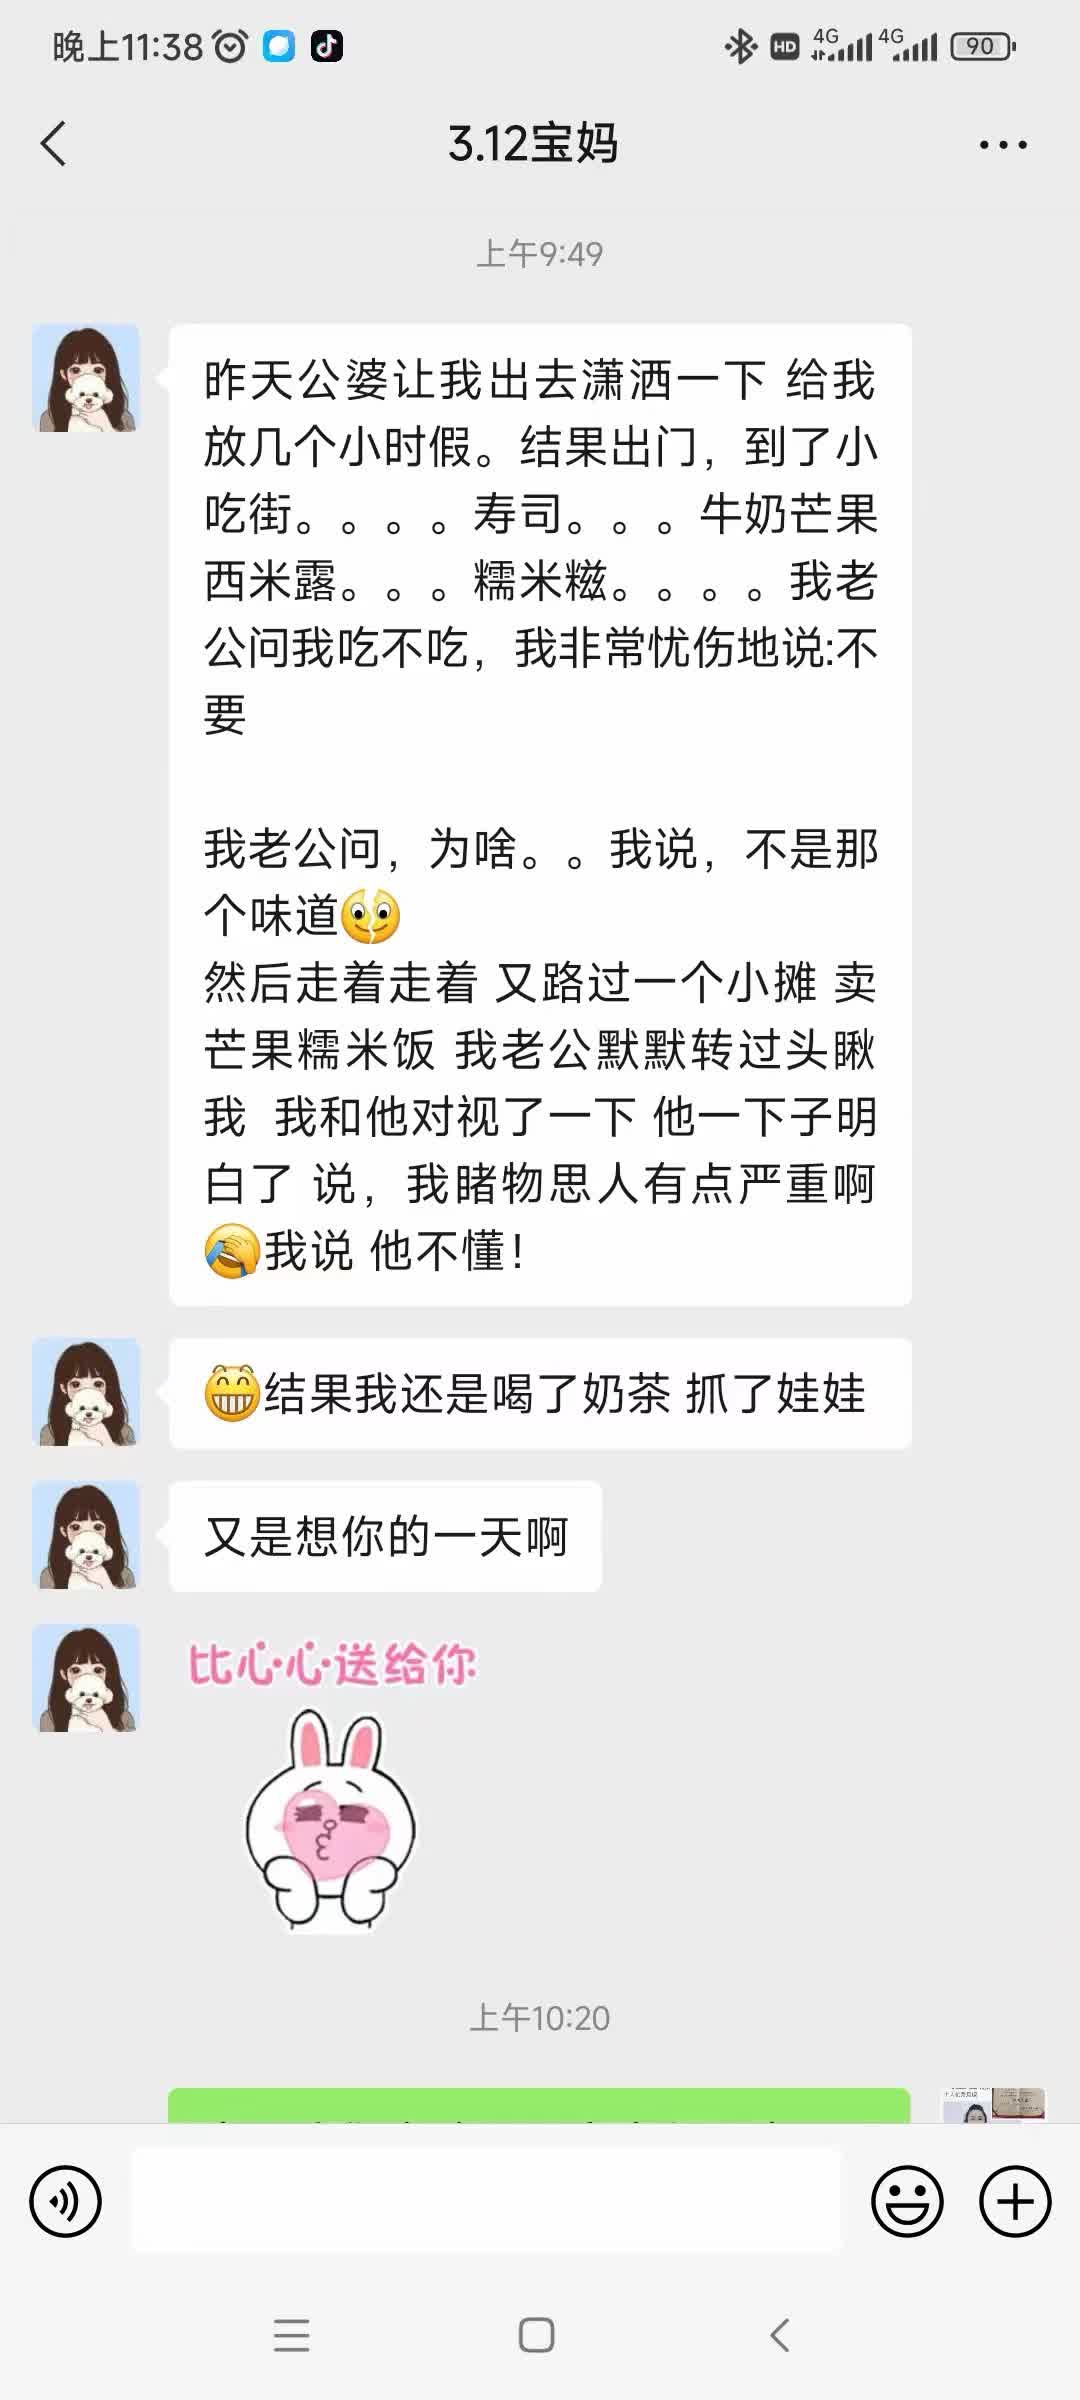 晚上11:38
HD 4G 4G 90
3.12宝妈
上午9:49
昨天公婆让我出去潇洒一下 给我
放几个小时假。结果出门，到了小
吃街。。。。寿司。。。牛奶芒果
西米露。。。糯米糍。。。。我老
公问我吃不吃，我非常忧伤地说:不
要
我老公问，为啥。。我说，不是那
个味道
然后走着走着 又路过一个小摊 卖
芒果糯米饭 我老公默默转过头瞅
我 我和他对视了一下 他一下子明
白了 说，我睹物思人有点严重啊
🤣我说 他不懂！
😁结果我还是喝了奶茶 抓了娃娃
又是想你的一天啊
比心心送给你
上午10:20